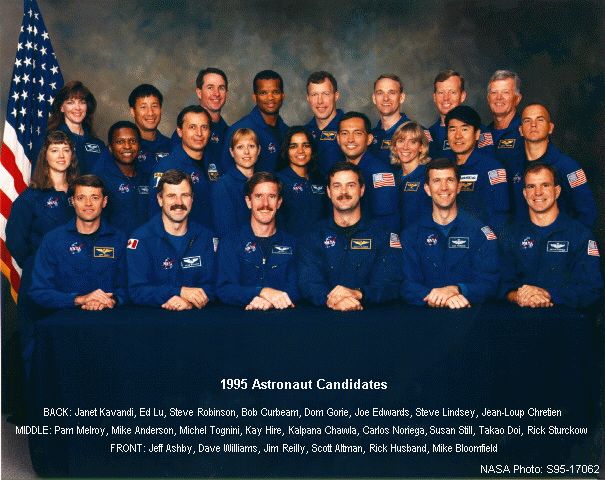 1995 Astronaut Candidates
BACK: Janet Kavandi, Ed Lu, Steve Robinson, Bob Curbeam, Dom Gorie, Joe Edwards, Steve Lindsey, Jean-Loup Chretien
MIDDLE: Pam Melroy, Mike Anderson, Michel Tognini, Kay Hire, Kalpana Chawla, Carlos Noriega, Susan Still, Takao Doi, Rick Sturckow
FRONT: Jeff Ashby, Dave Williams, Jim Reilly, Scott Altman, Rick Husband, Mike Bloomfield
NASA Photo: S95-17062